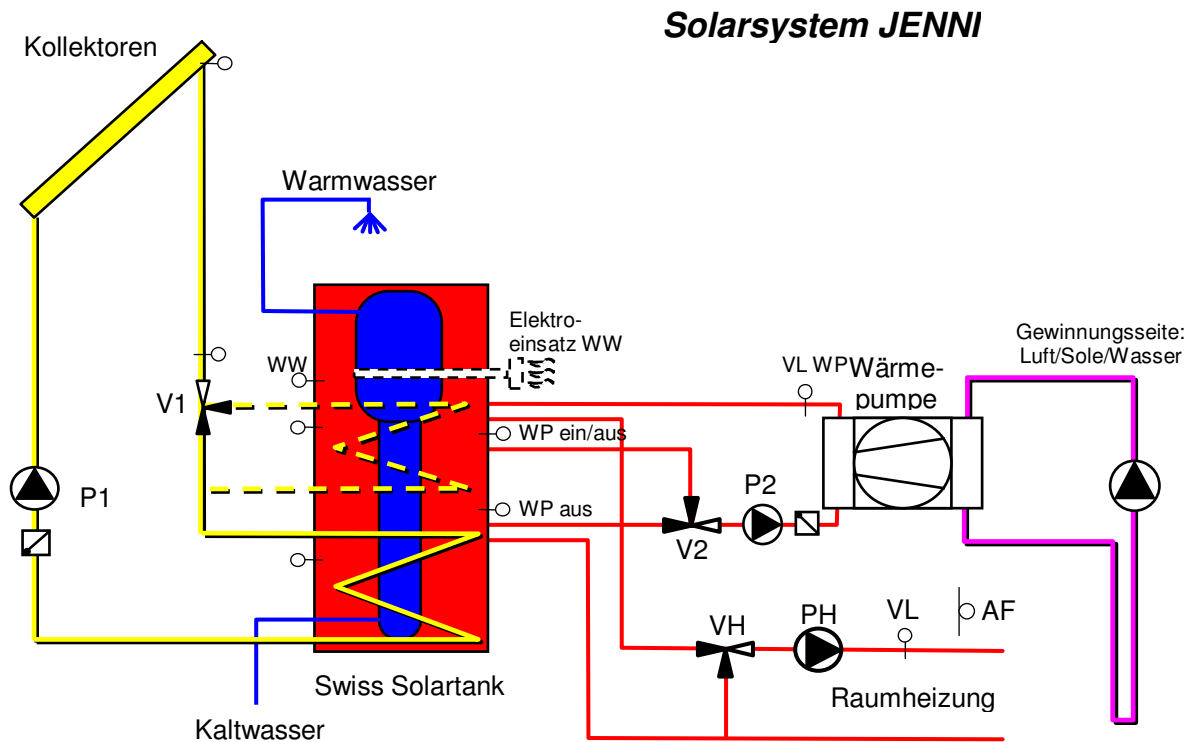 Solarsystem JENNI
Kollektoren
Warmwasser
Elektro-
einsatz WW
Gewinnungsseite:
Luft/Sole/Wasser
WW
VL WP
Wärme-
pumpe
V1
WP ein/aus
P1
P2
WP aus
V2
VH
PH
VL
AF
Swiss Solartank
Raumheizung
Kaltwasser